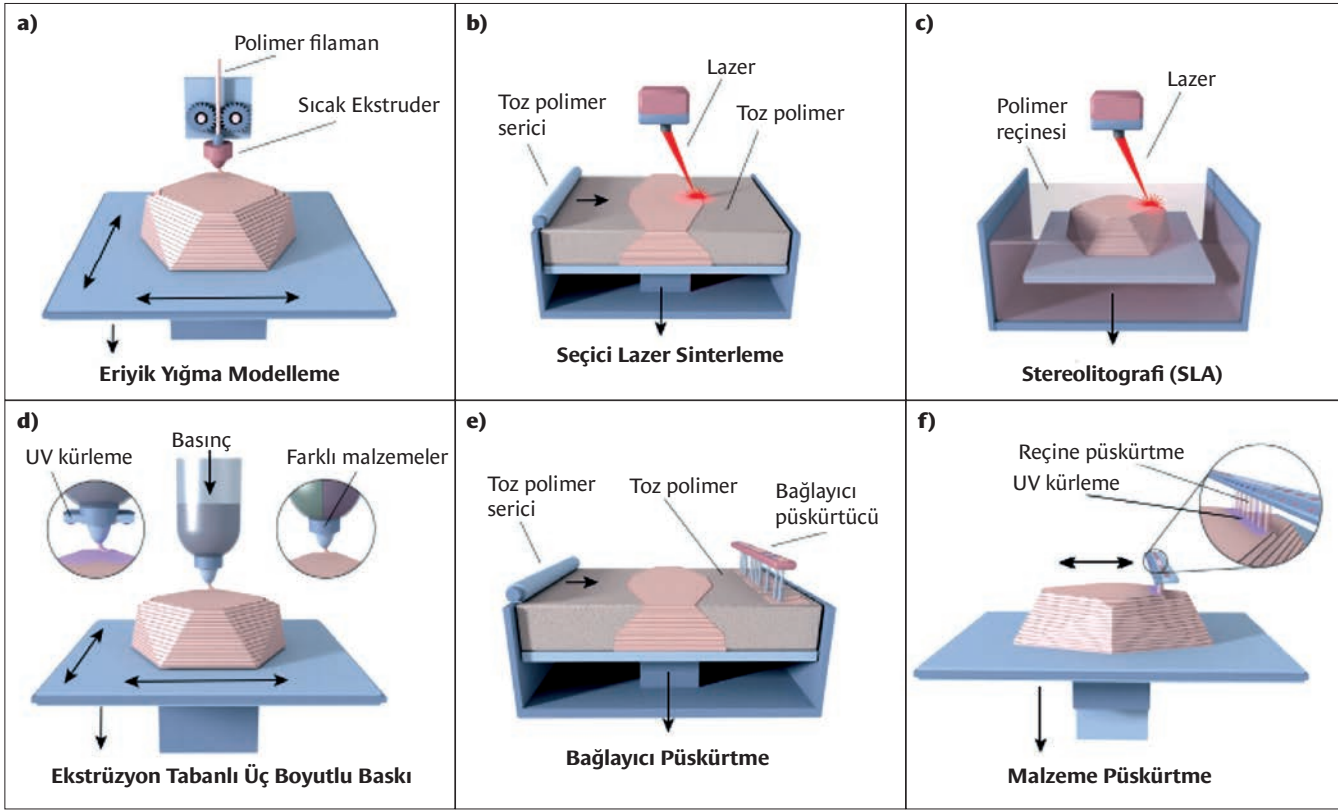 a)
Polimer filaman
Sıcak Ekstruder
Eriyik Yığma Modelleme
b)
Lazer
Toz polimer
serici
Toz polimer
Seçici Lazer Sinterleme
c)
Lazer
Polimer
reçinesi
Stereolitografi (SLA)
d)
Basınç
UV kürleme
Farklı malzemeler
Ekstrüzyon Tabanlı Üç Boyutlu Baskı
e)
Toz polimer
serici
Toz polimer
Bağlayıcı
püskürtücü
Bağlayıcı Püskürtme
f)
Reçine püskürtme
UV kürleme
Malzeme Püskürtme